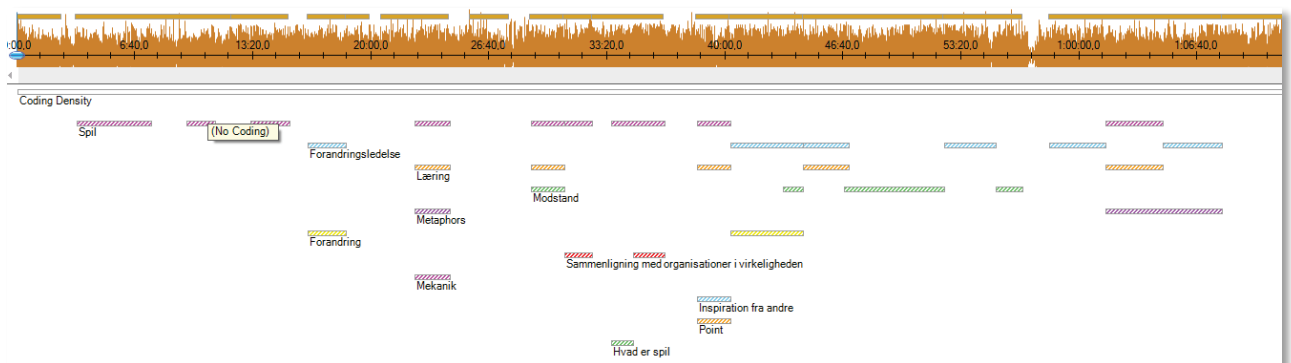 0:00,0 6:40,0 13:20,0 20:00,0 26:40,0 33:20,0 40:00,0 46:40,0 53:20,0 1:00:00,0 1:06:40,0
Coding Density
Spil
(No Coding)
Forandringsledelse
Læring
Modstand
Metaphors
Forandring
Sammenligning med organisationer i virkeligheden
Mekanik
Inspiration fra andre
Point
Hvad er spil